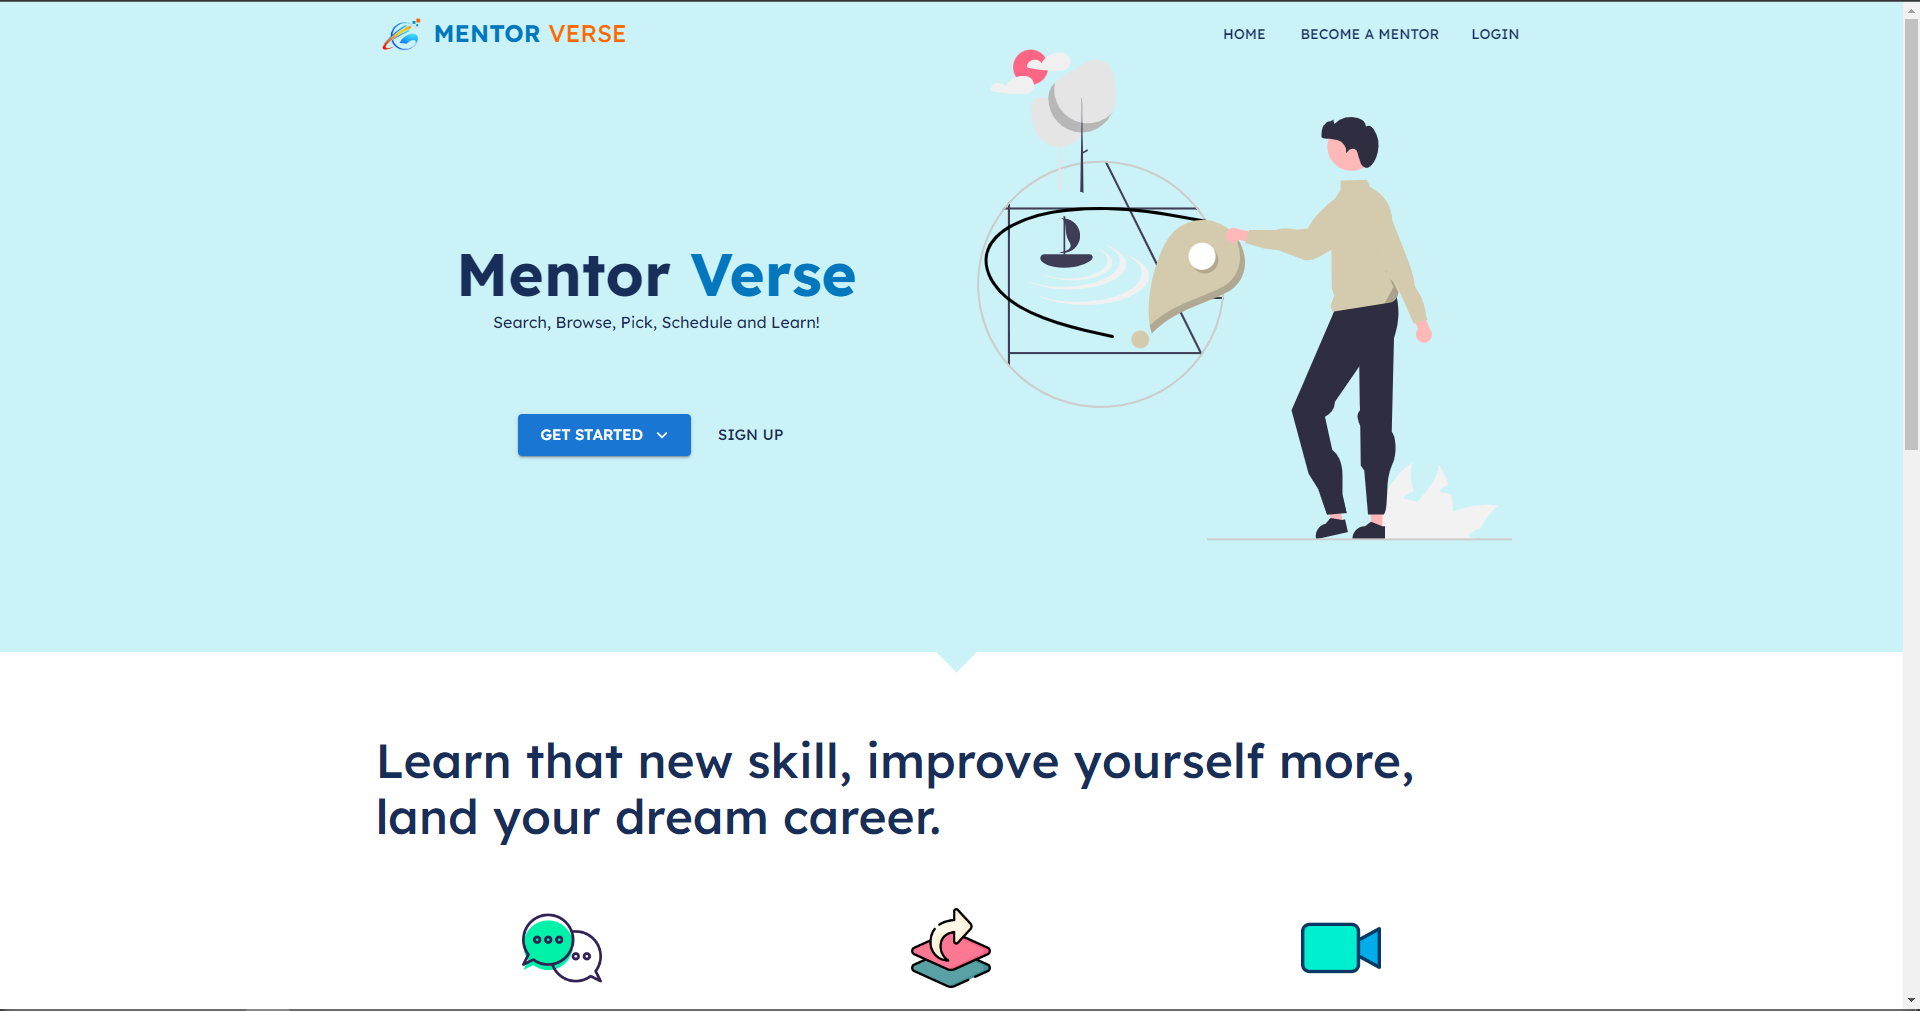 MENTOR VERSE
HOME BECOME A MENTOR LOGIN
Mentor Verse
Search, Browse, Pick, Schedule and Learn!
GET STARTED SIGN UP
Learn that new skill, improve yourself more,
land your dream career.